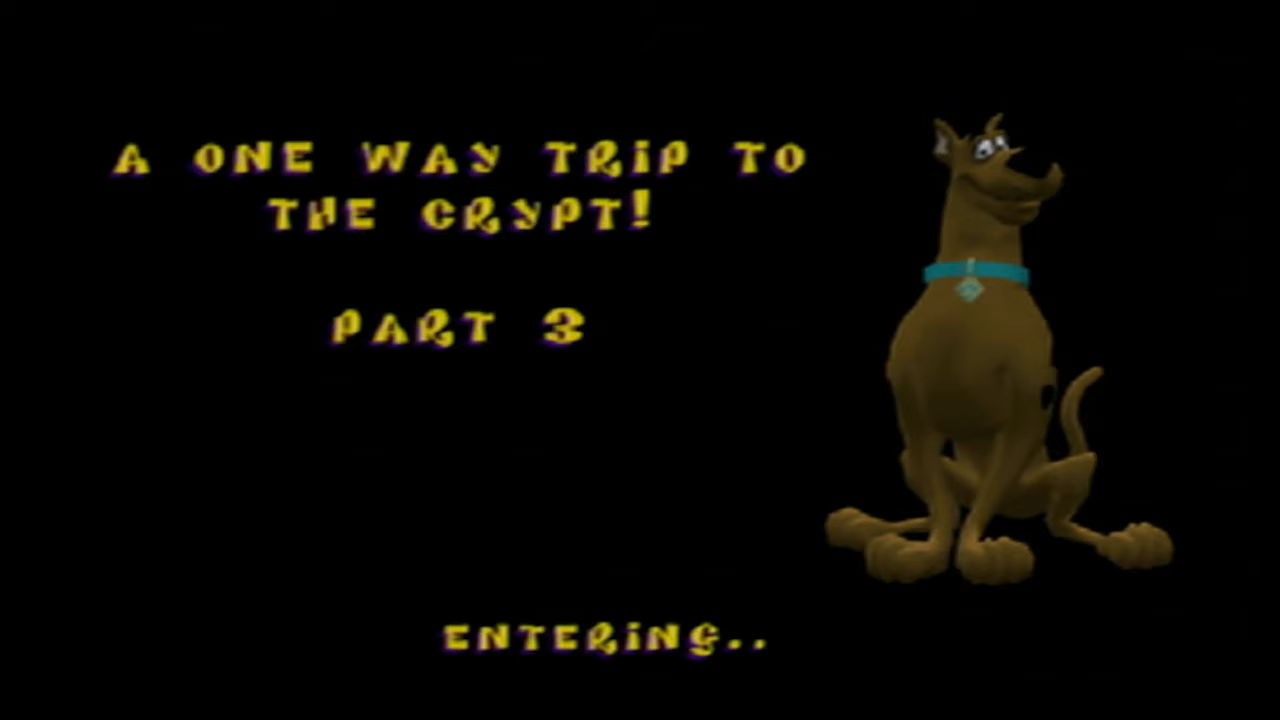 A ONE WAY TRiP TO
THE CRYPT!
PART 3
ENTERiNG..